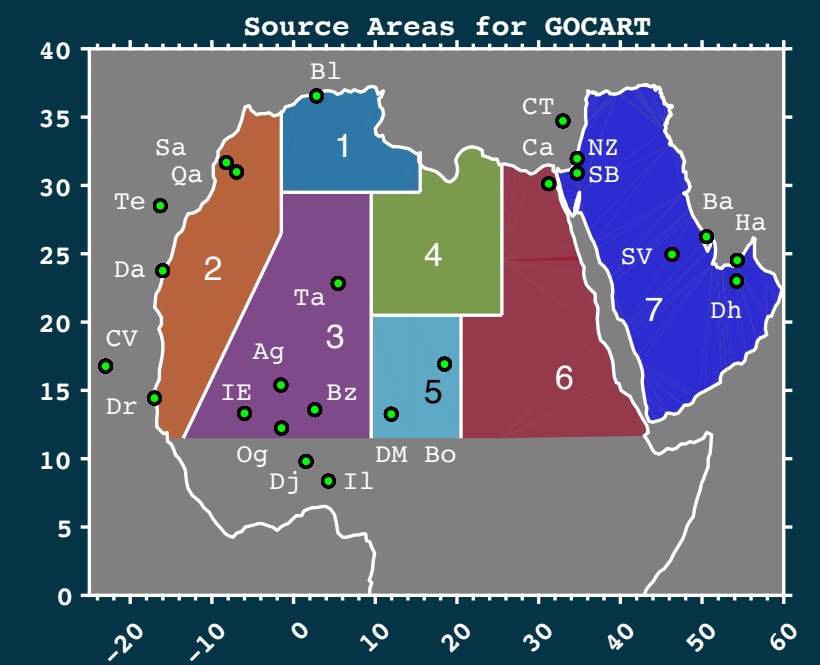 Source Areas for GOCART
40
35
30
25
20
15
10
5
0
Bl
CT
Sa
Ca
NZ
Qa
SB
Te
Ba
Ha
SV
Da
Ta
Dh
CV
Ag
Dr
IE
Bz
Og
DM
Bo
Dj
Il
1
2
3
4
5
6
7
-20
-10
0
10
20
30
40
50
60